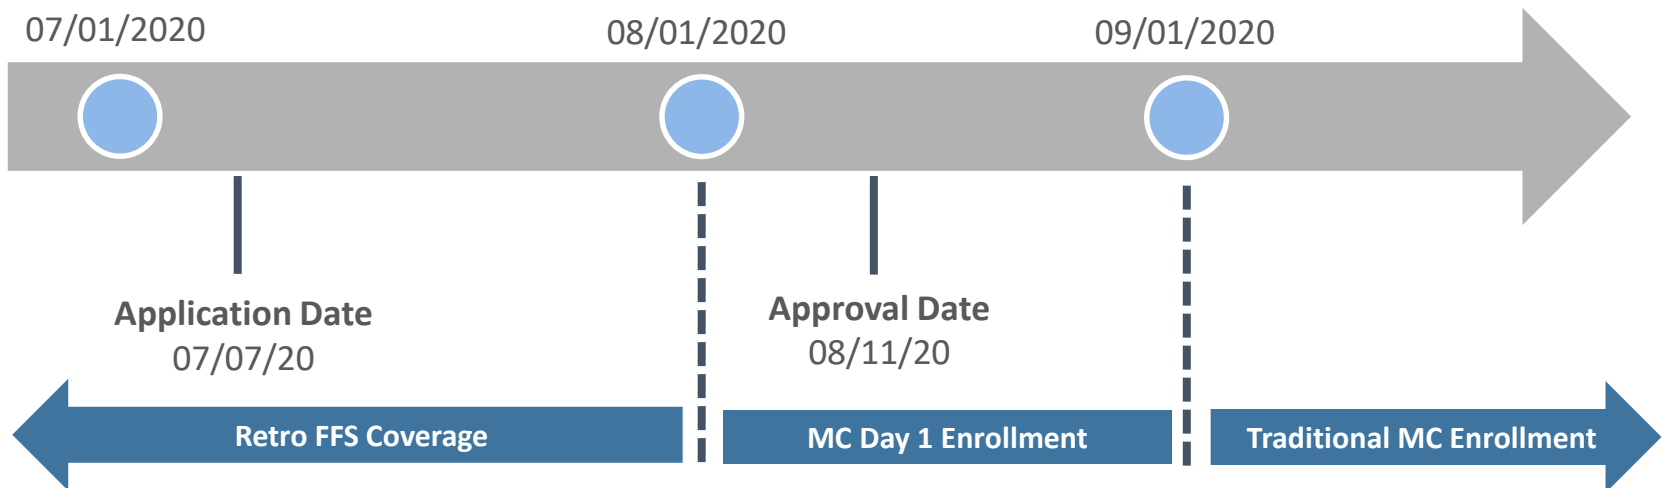 07/01/2020
08/01/2020
09/01/2020
Application Date
07/07/20
Approval Date
08/11/20
Retro FFS Coverage
MC Day 1 Enrollment
Traditional MC Enrollment